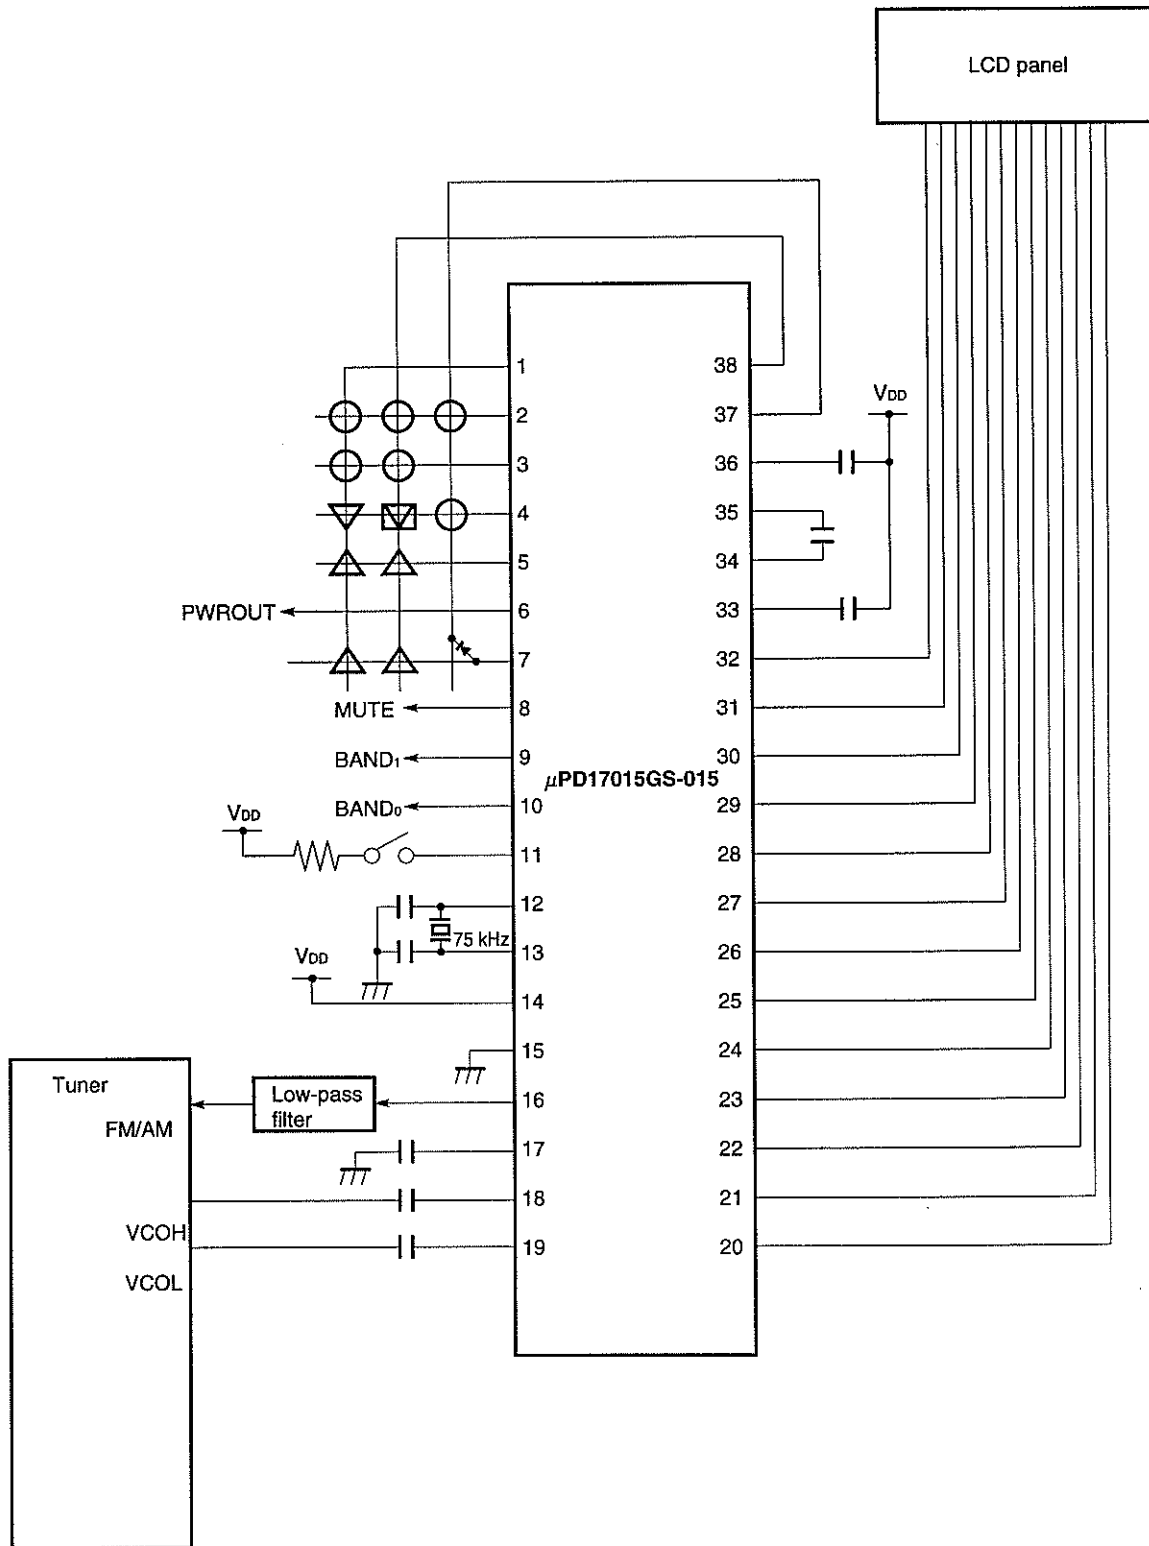 LCD panel
1
38
2
37
VDD
3
36
4
35
5
34
PWROUT
6
33
7
32
MUTE
8
31
BAND1
9
30
μPD17015GS-015
BAND0
10
29
VDD
11
28
12
27
75 kHz
13
26
VDD
14
25
15
24
Tuner
Low-pass
filter
16
23
FM/AM
17
22
18
21
VCOH
19
20
VCOL